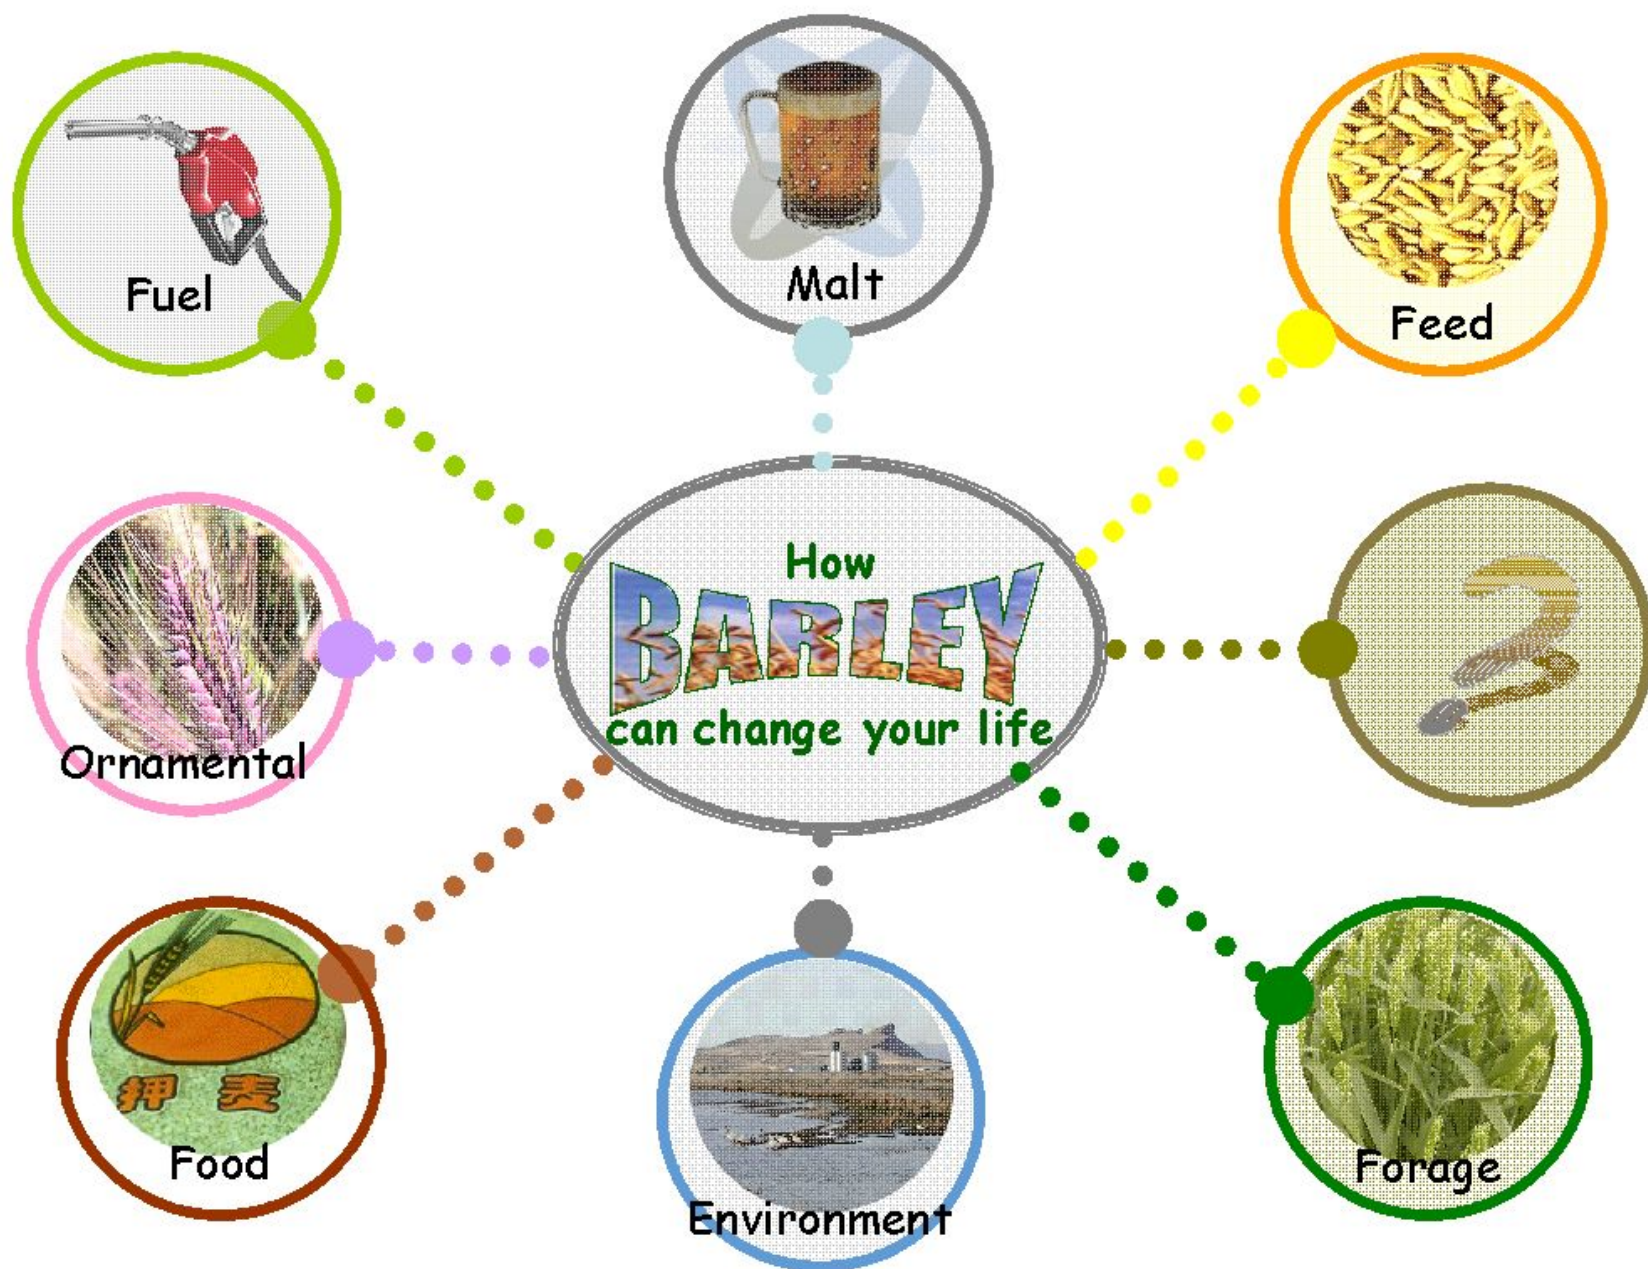 Fuel
Malt
Feed
How
BARLEY
can change your life
Ornamental
?
押麦
Food
Environment
Forage